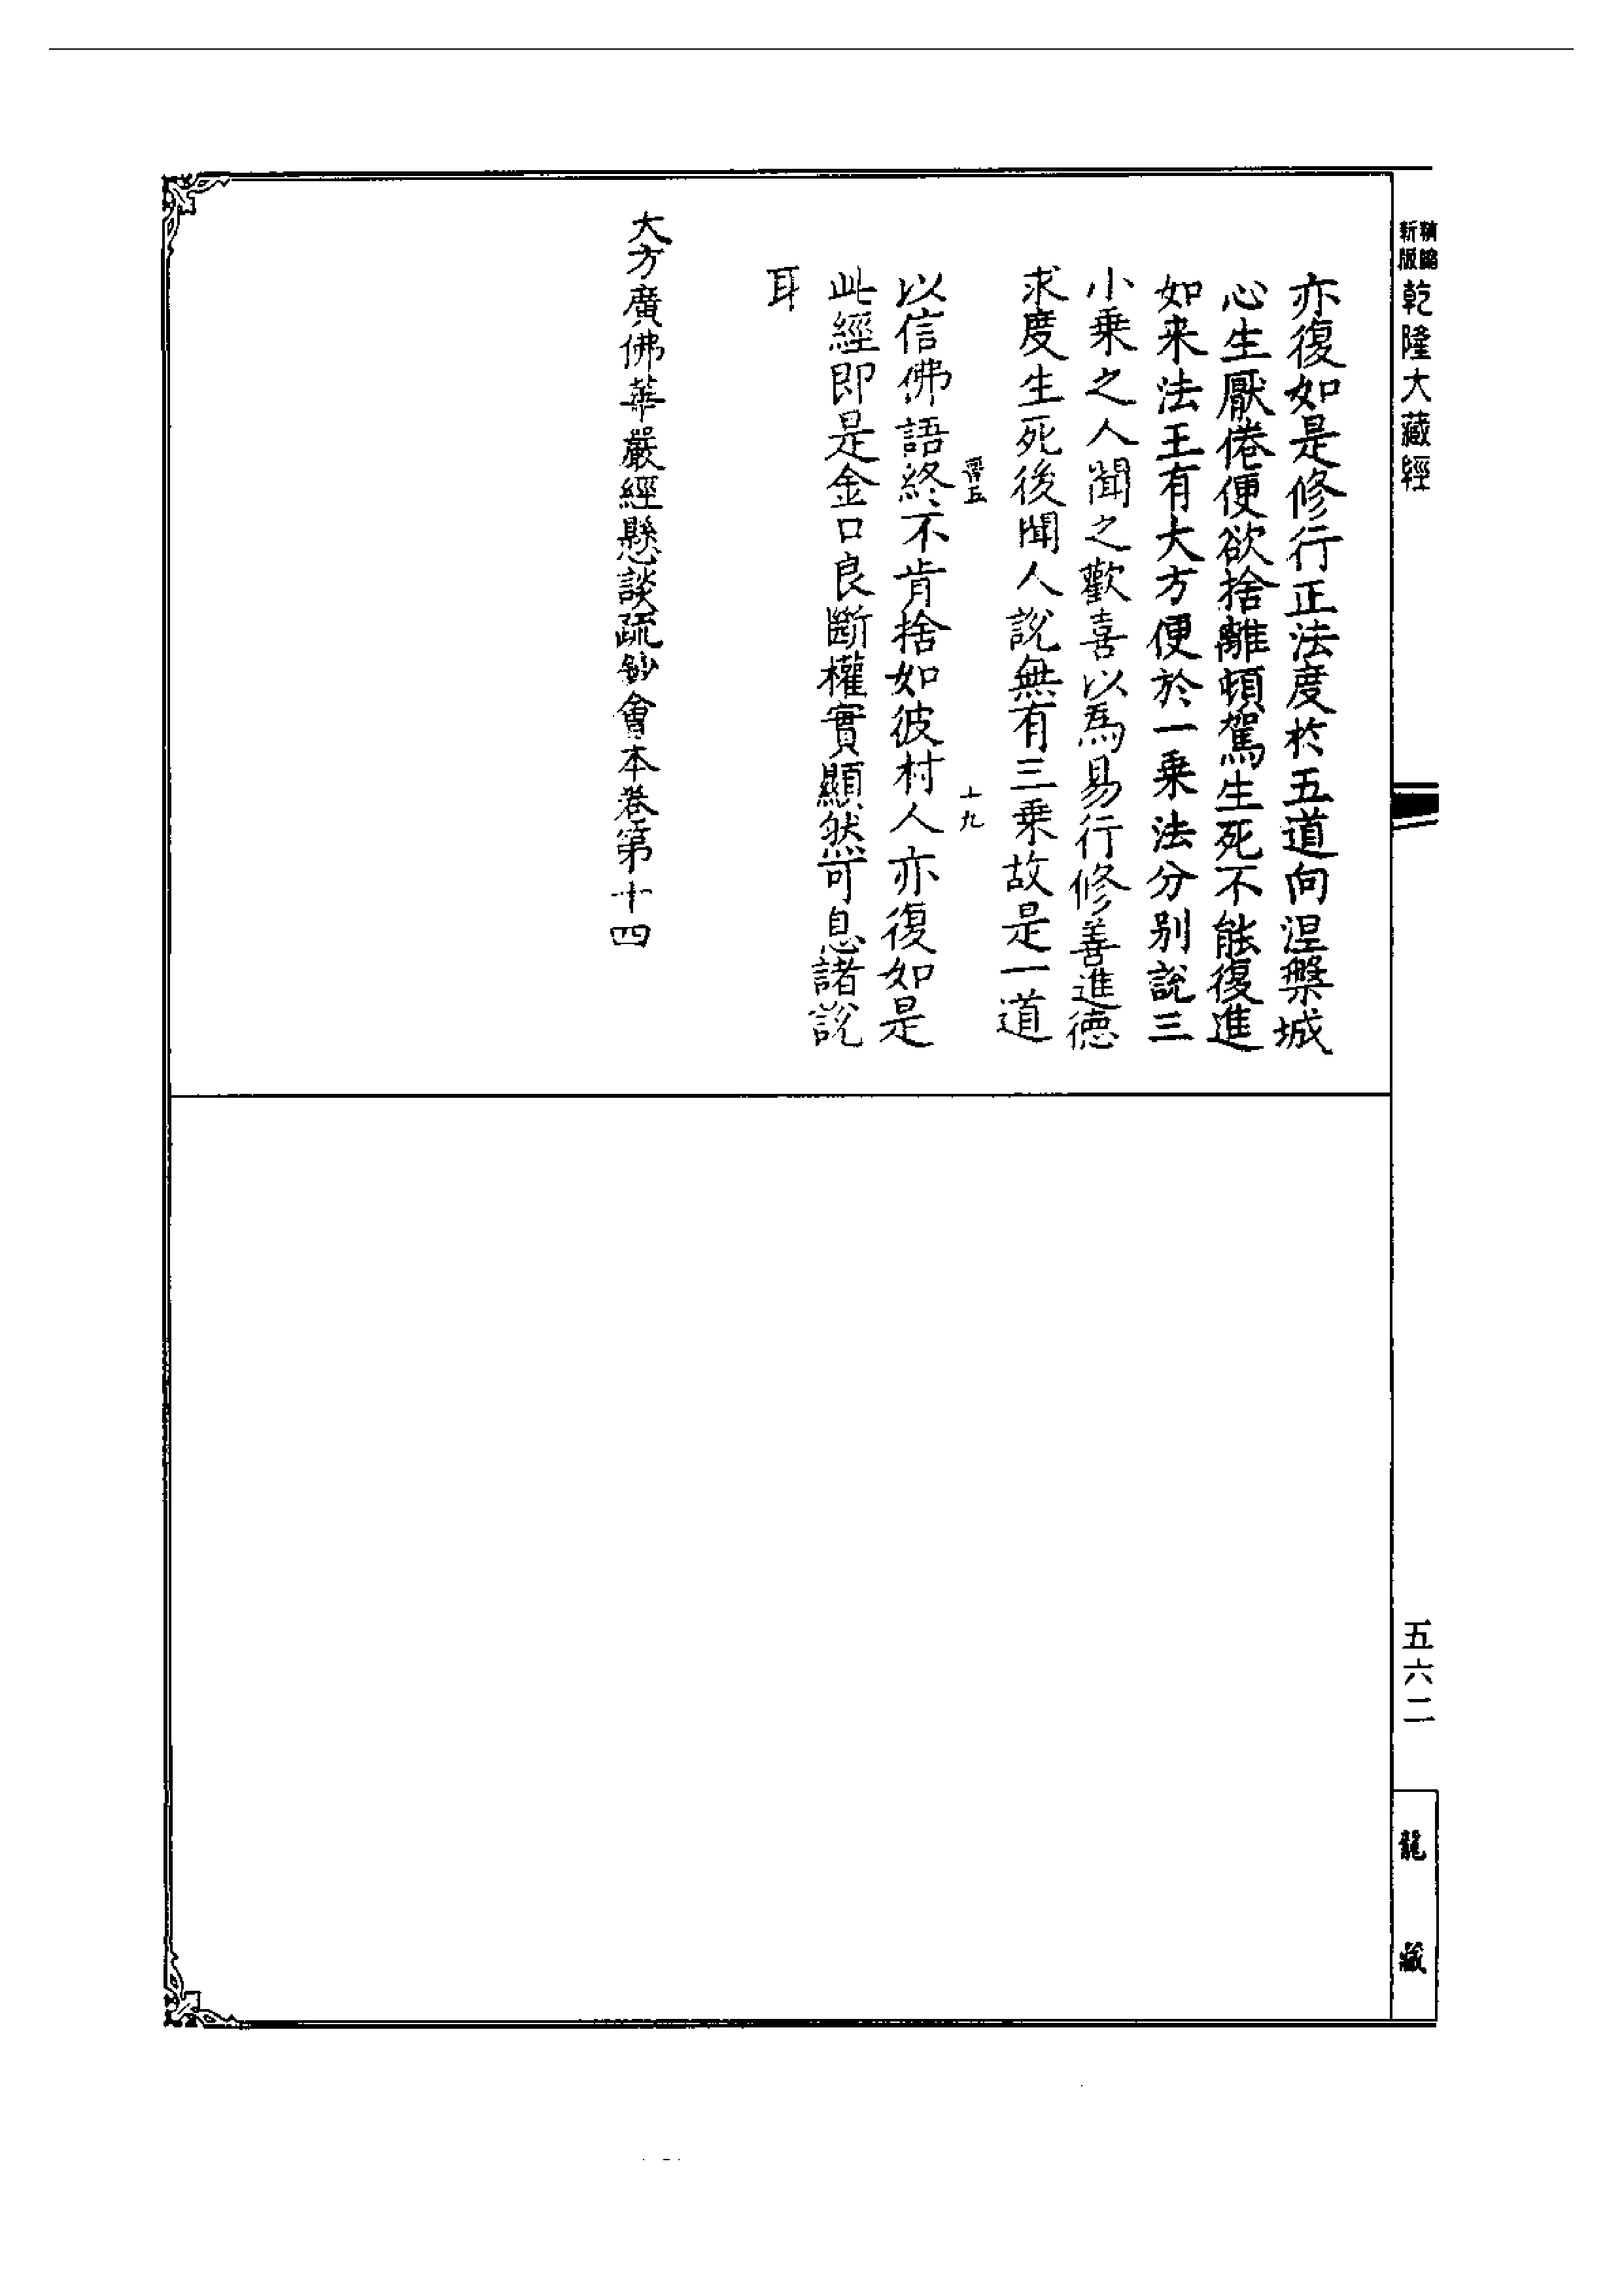 新編
新版
乾隆大藏經
五六二
龍藏
亦復如是修行正法度於五道向涅槃城
心生厭倦便欲捨離頓駕生死不能復進
如来法王有大方便於一乘法分别說三
小乘之人聞之歡喜以為易行修善進德
求度生死後聞人說無有三乘故是一道
十九
以信佛語終不肯捨如彼村人亦復如是
此經即是金口良斷權實顯然可息諸說
耳
大方廣佛華嚴經懸談疏鈔會本卷第十四